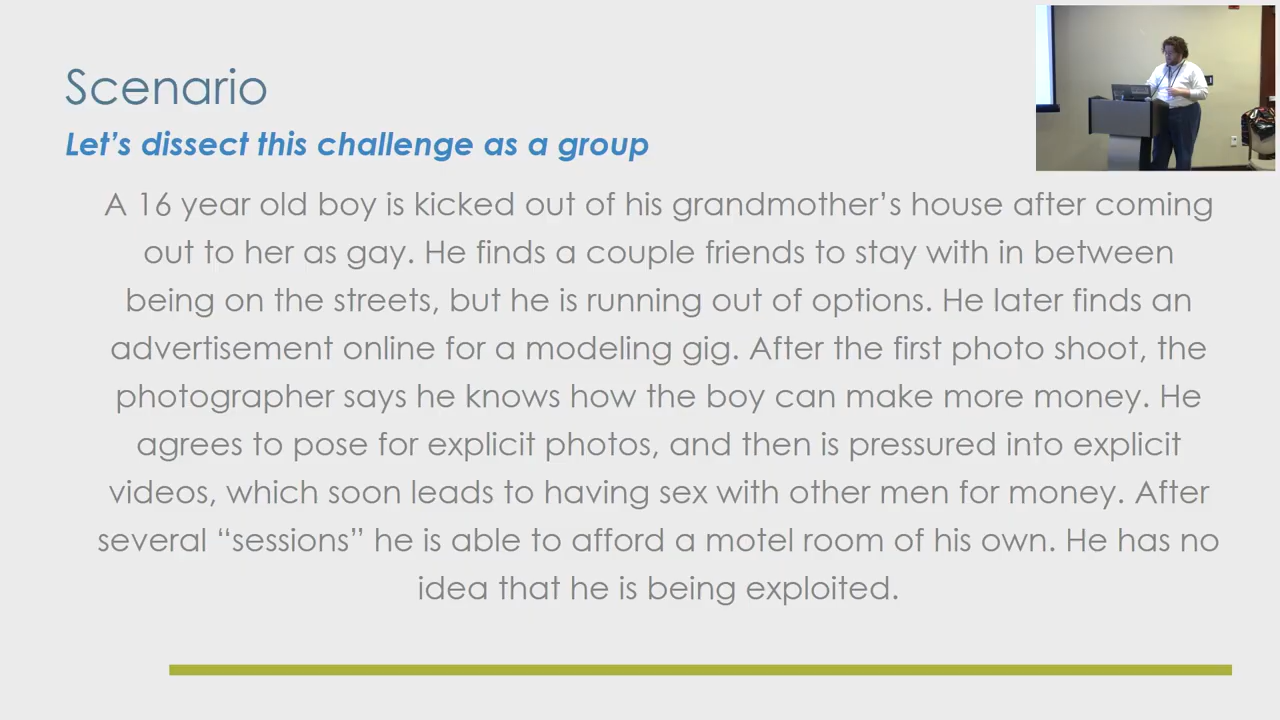 Scenario
Let’s dissect this challenge as a group
A 16 year old boy is kicked out of his grandmother’s house after coming
out to her as gay. He finds a couple friends to stay with in between
being on the streets, but he is running out of options. He later finds an
advertisement online for a modeling gig. After the first photo shoot, the
photographer says he knows how the boy can make more money. He
agrees to pose for explicit photos, and then is pressured into explicit
videos, which soon leads to having sex with other men for money. After
several “sessions” he is able to afford a motel room of his own. He has no
idea that he is being exploited.